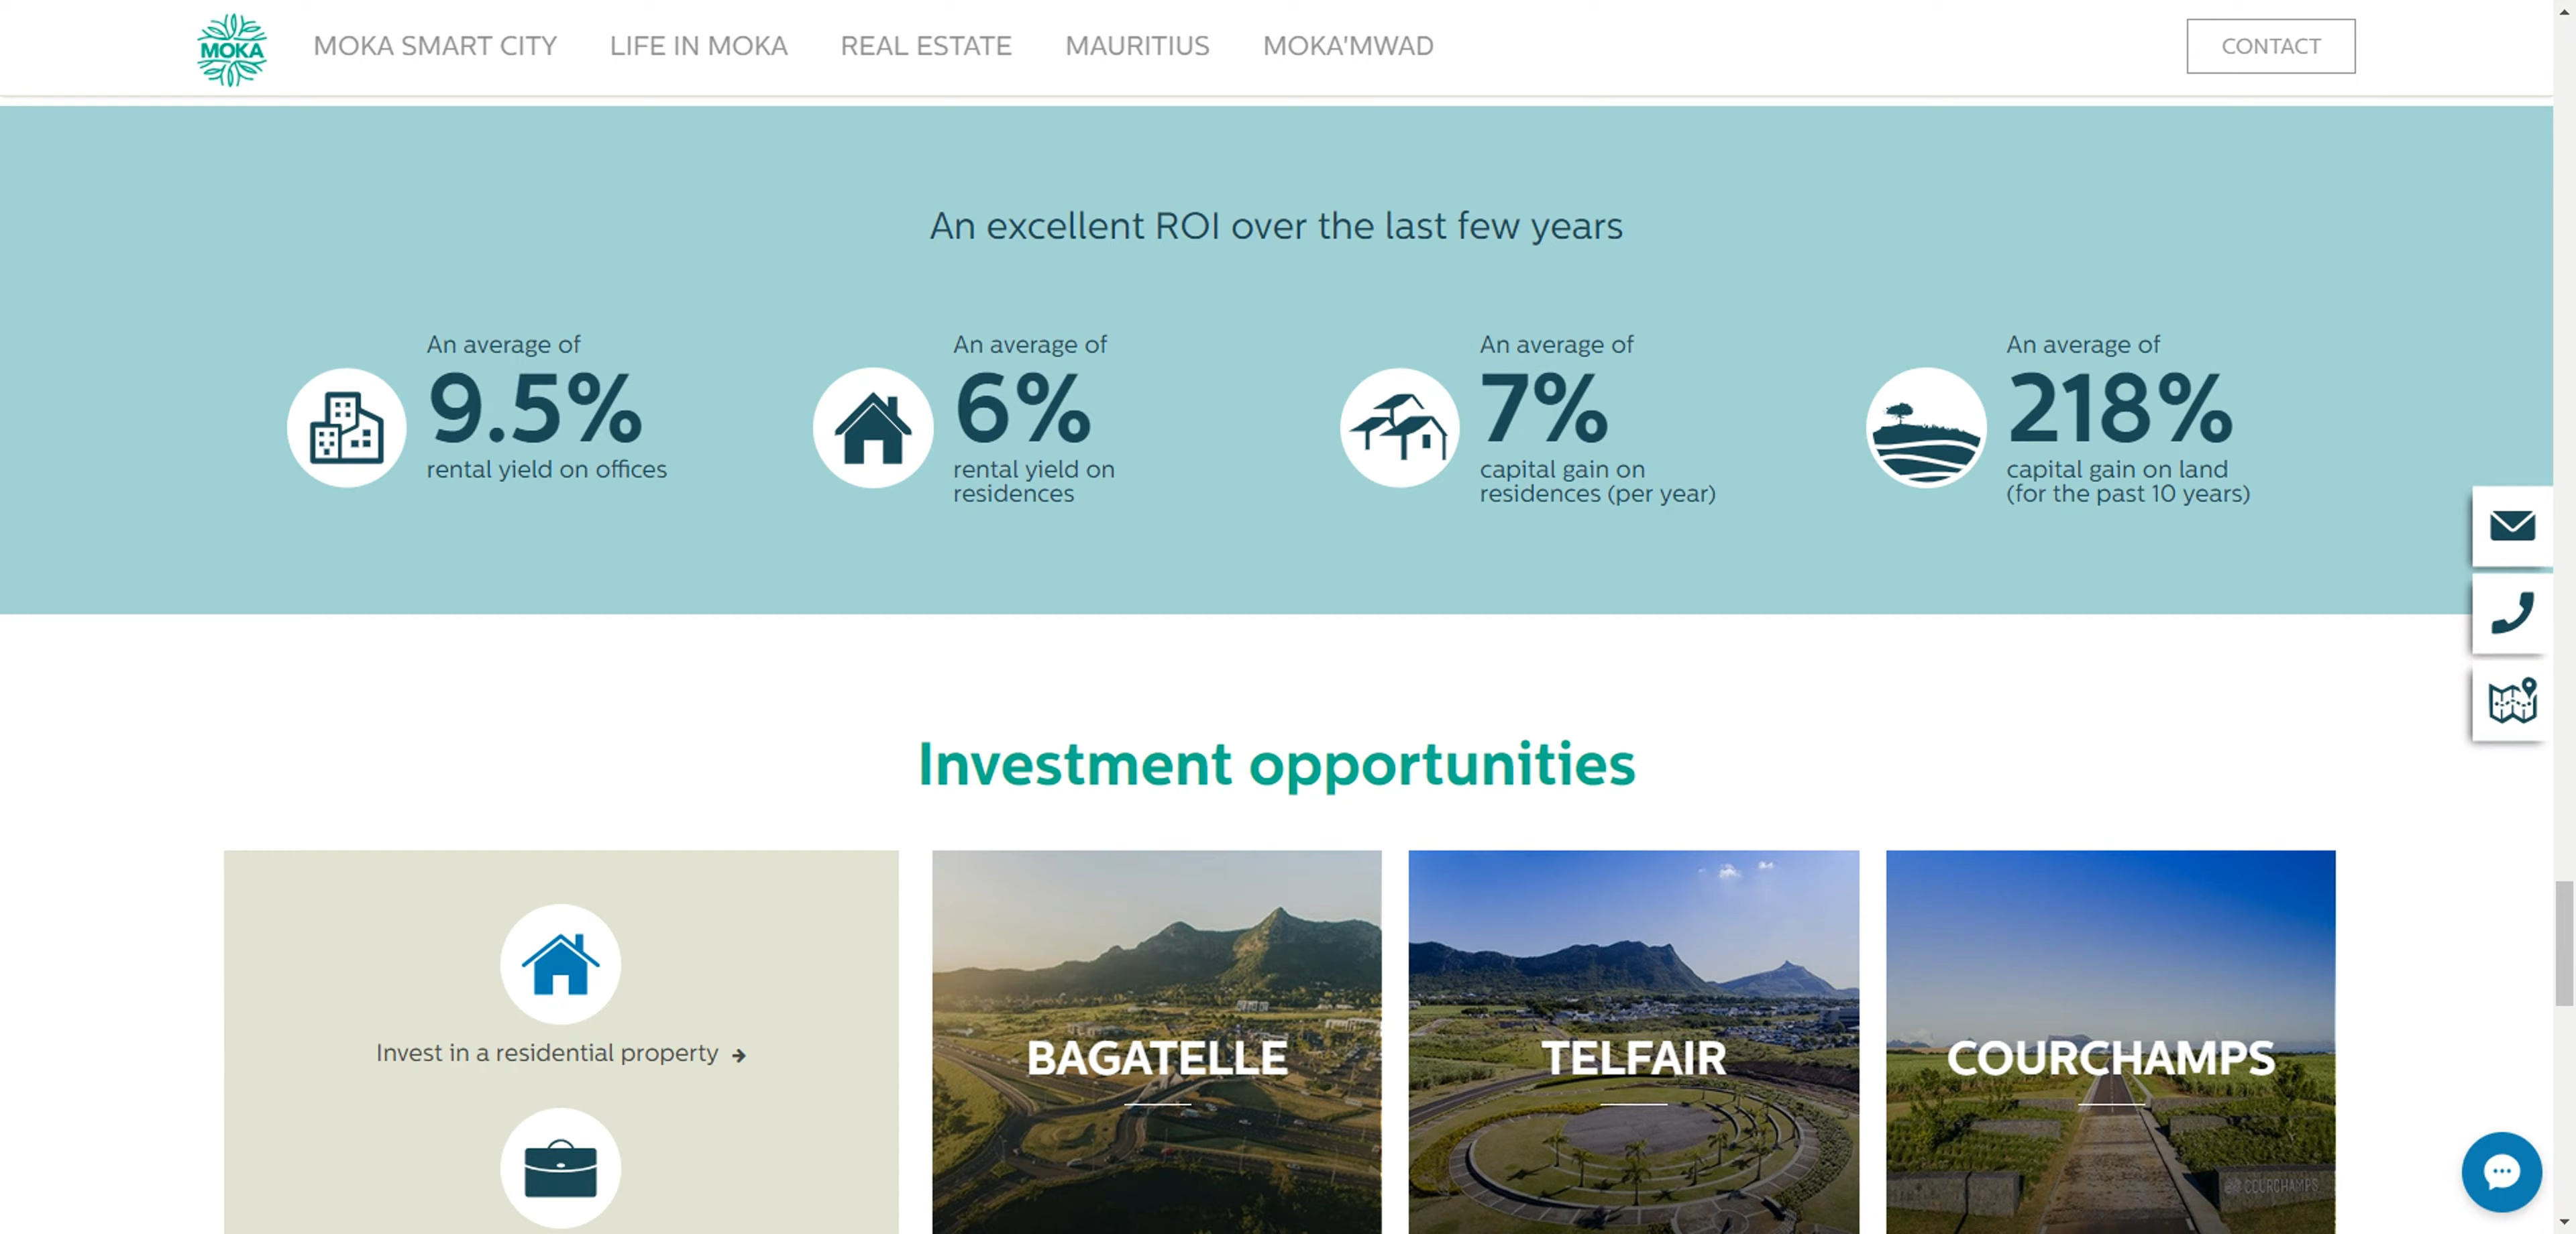 MOKA
MOKA SMART CITY
LIFE IN MOKA
REAL ESTATE
MAURITIUS
MOKA'MWAD
CONTACT
An excellent ROI over the last few years
An average of
9.5%
rental yield on offices
An average of
6%
rental yield on
residences
An average of
7%
capital gain on
residences (per year)
An average of
218%
capital gain on land
(for the past 10 years)
Investment opportunities
Invest in a residential property
BAGATELLE
TELFAIR
COURCHAMPS
COURCHAMPS